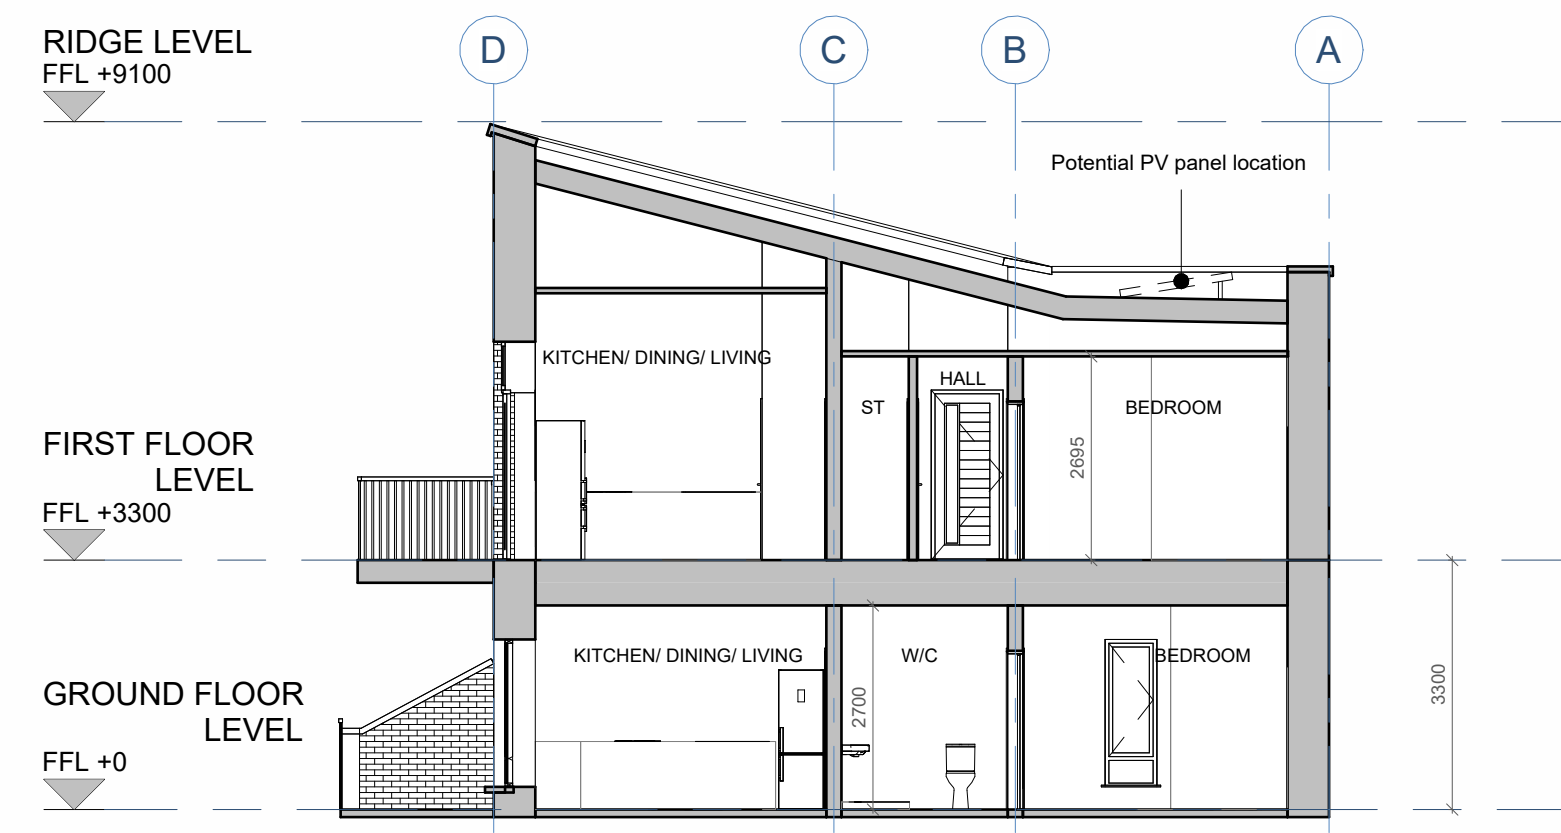 RIDGE LEVEL
FFL +9100
D
C
B
A
Potential PV panel location
KITCHEN/ DINING/ LIVING
HALL
ST
BEDROOM
2695
FIRST FLOOR
LEVEL
FFL +3300
KITCHEN/ DINING/ LIVING
W/C
BEDROOM
2700
3300
GROUND FLOOR
LEVEL
FFL +0